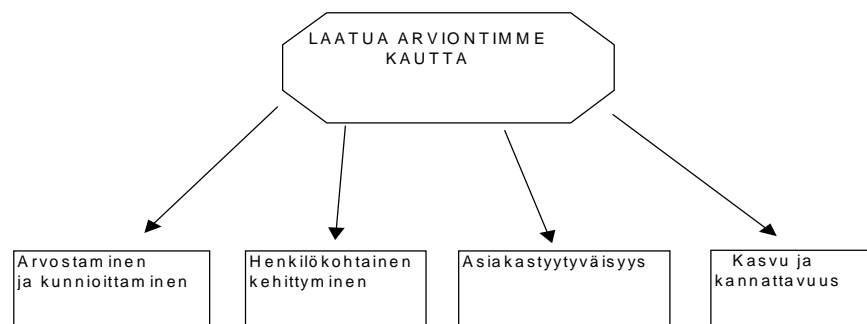 LAATUA ARVIONTIMME
KAUTTA
Arvostaminen
ja kunnioittaminen
Henkilökohtainen
kehittyminen
Asiakastyytyväisyys
Kasvu ja
kannattavuus